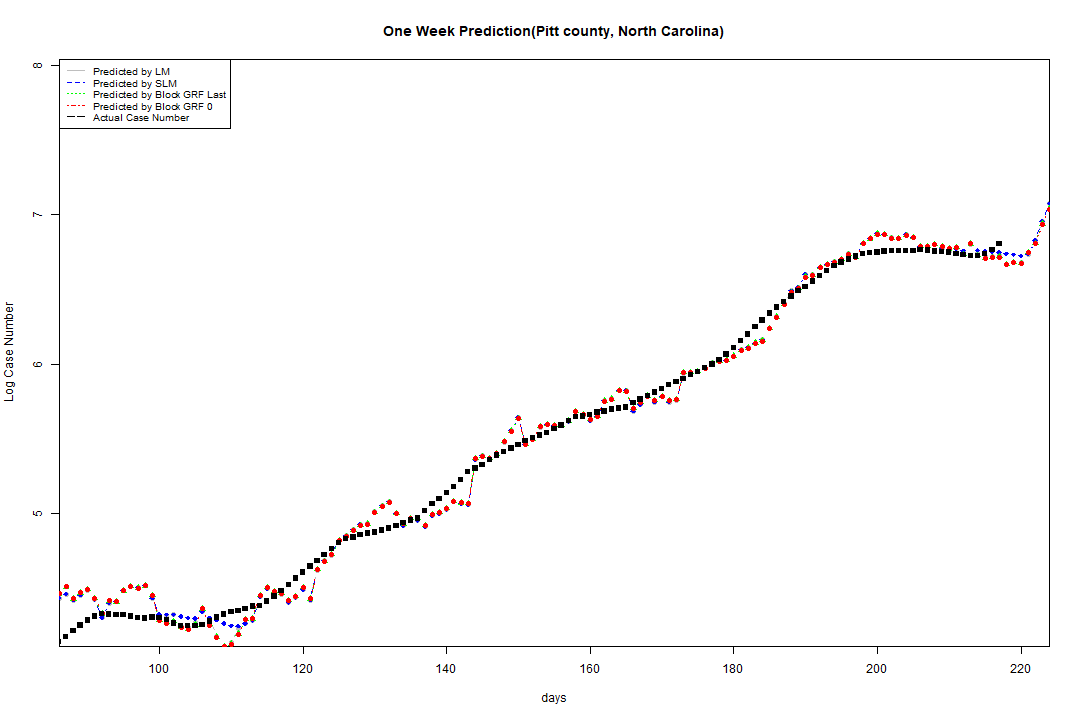 One Week Prediction(Pitt county, North Carolina)
8
Predicted by LM
Predicted by SLM
Predicted by Block GRF Last
Predicted by Block GRF 0
Actual Case Number
7
6
5
Log Case Number
100 120 140 160 180 200 220
days